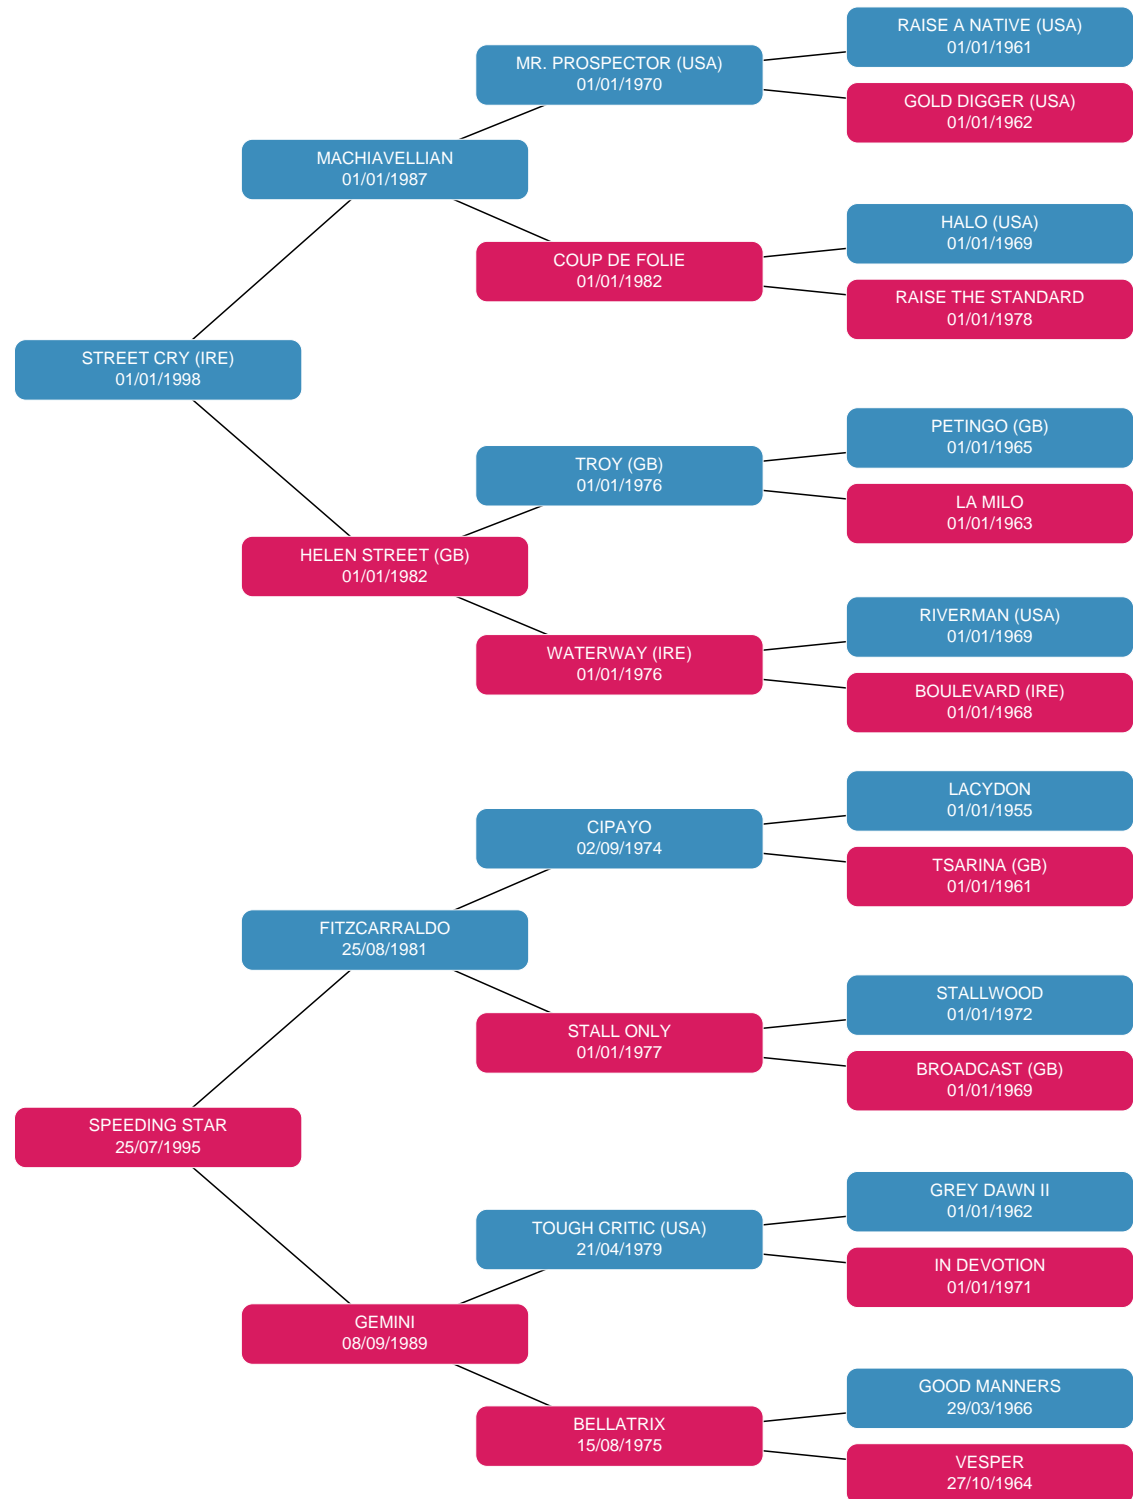 RAISE A NATIVE (USA)
01/01/1961
MR. PROSPECTOR (USA)
01/01/1970
GOLD DIGGER (USA)
01/01/1962
MACHIAVELLIAN
01/01/1987
HALO (USA)
01/01/1969
COUP DE FOLIE
01/01/1982
RAISE THE STANDARD
01/01/1978
STREET CRY (IRE)
01/01/1998
PETINGO (GB)
01/01/1965
TROY (GB)
01/01/1976
LA MILO
01/01/1963
HELEN STREET (GB)
01/01/1982
RIVERMAN (USA)
01/01/1969
WATERWAY (IRE)
01/01/1976
BOULEVARD (IRE)
01/01/1968
LACYDON
01/01/1955
CIPAYO
02/09/1974
TSARINA (GB)
01/01/1961
FITZCARRALDO
25/08/1981
STALLWOOD
01/01/1972
STALL ONLY
01/01/1977
BROADCAST (GB)
01/01/1969
SPEEDING STAR
25/07/1995
GREY DAWN II
01/01/1962
TOUGH CRITIC (USA)
21/04/1979
IN DEVOTION
01/01/1971
GEMINI
08/09/1989
GOOD MANNERS
29/03/1966
BELLATRIX
15/08/1975
VESPER
27/10/1964